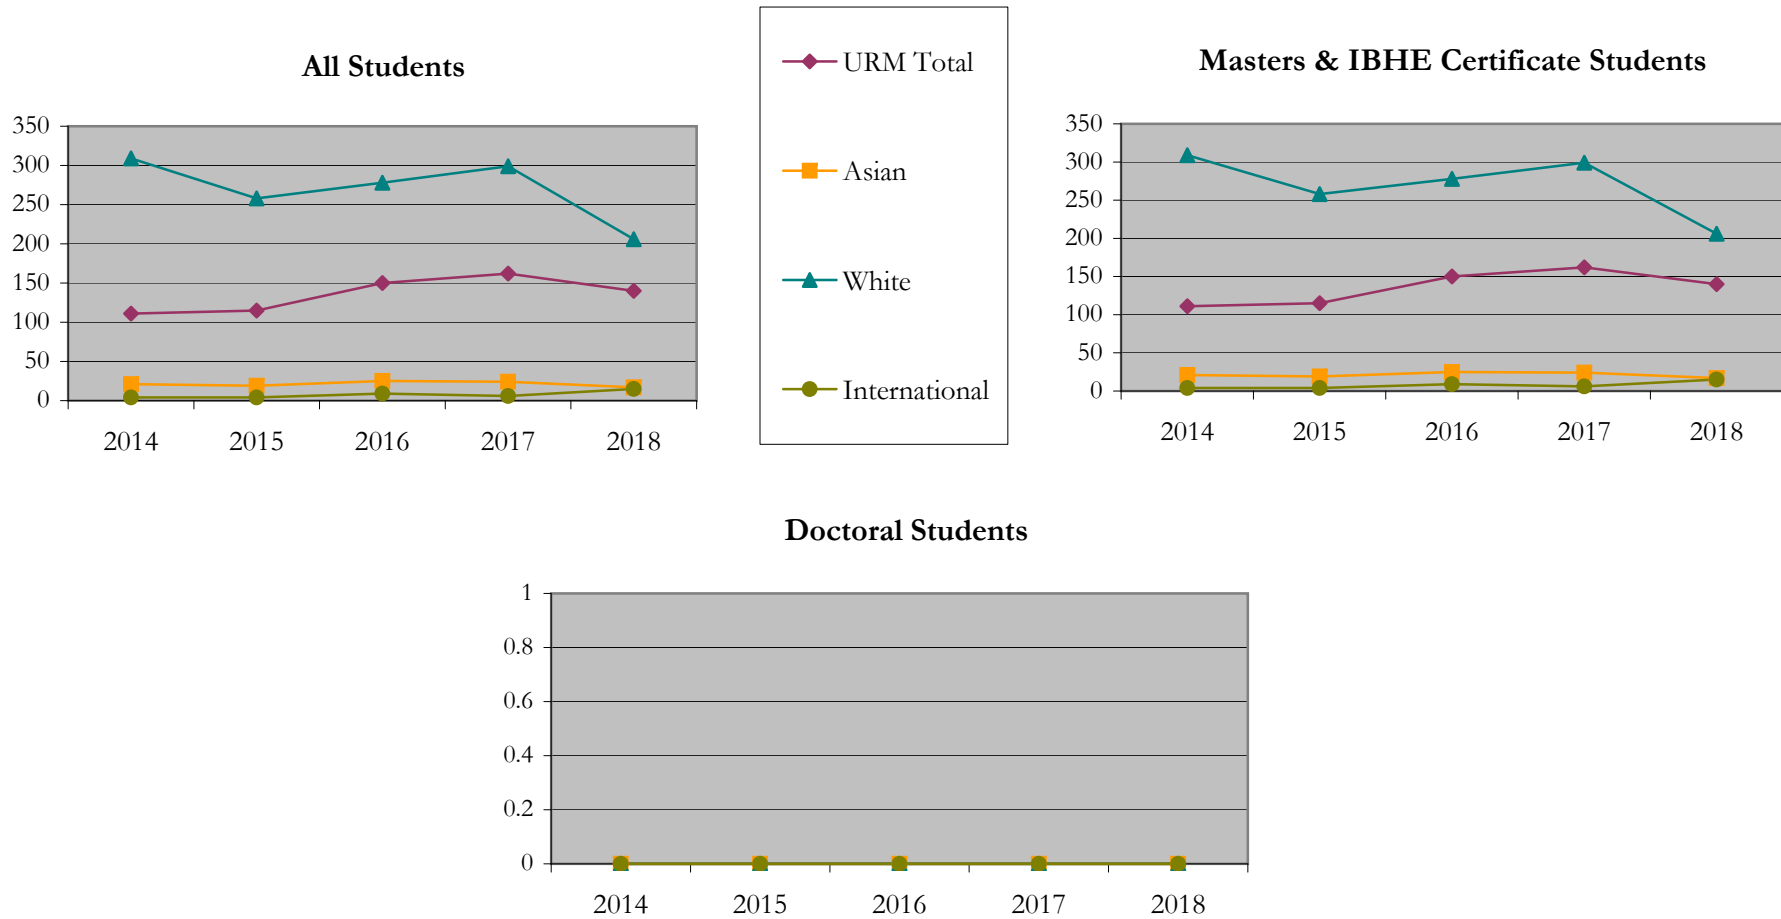 All Students
350
300
250
200
150
100
50
0
2014 2015 2016 2017 2018
URM Total
Asian
White
International
Masters & IBHE Certificate Students
350
300
250
200
150
100
50
0
2014 2015 2016 2017 2018
Doctoral Students
1
0.8
0.6
0.4
0.2
0
2014 2015 2016 2017 2018